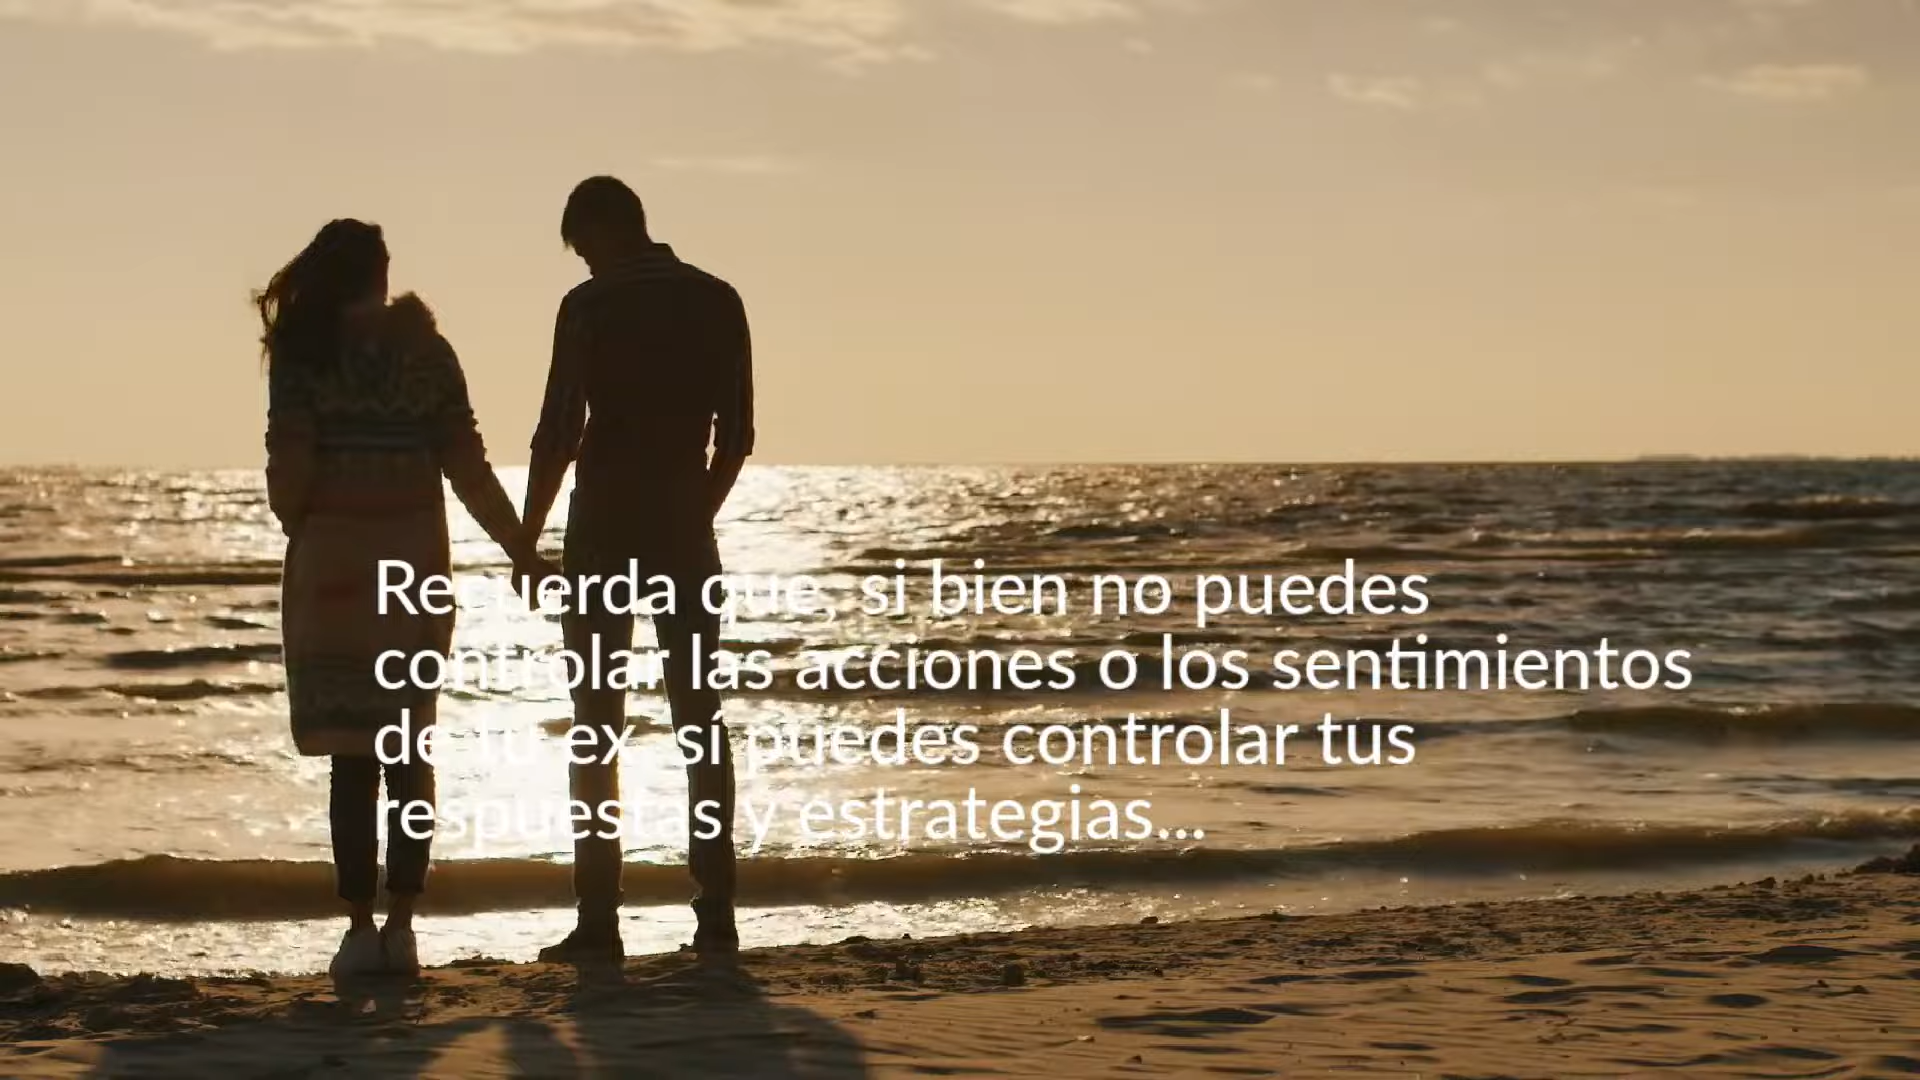 Recuerda que, si bien no puedes
controlar las acciones o los sentimientos
de tu ex, sí puedes controlar tus
respuestas y estrategias...